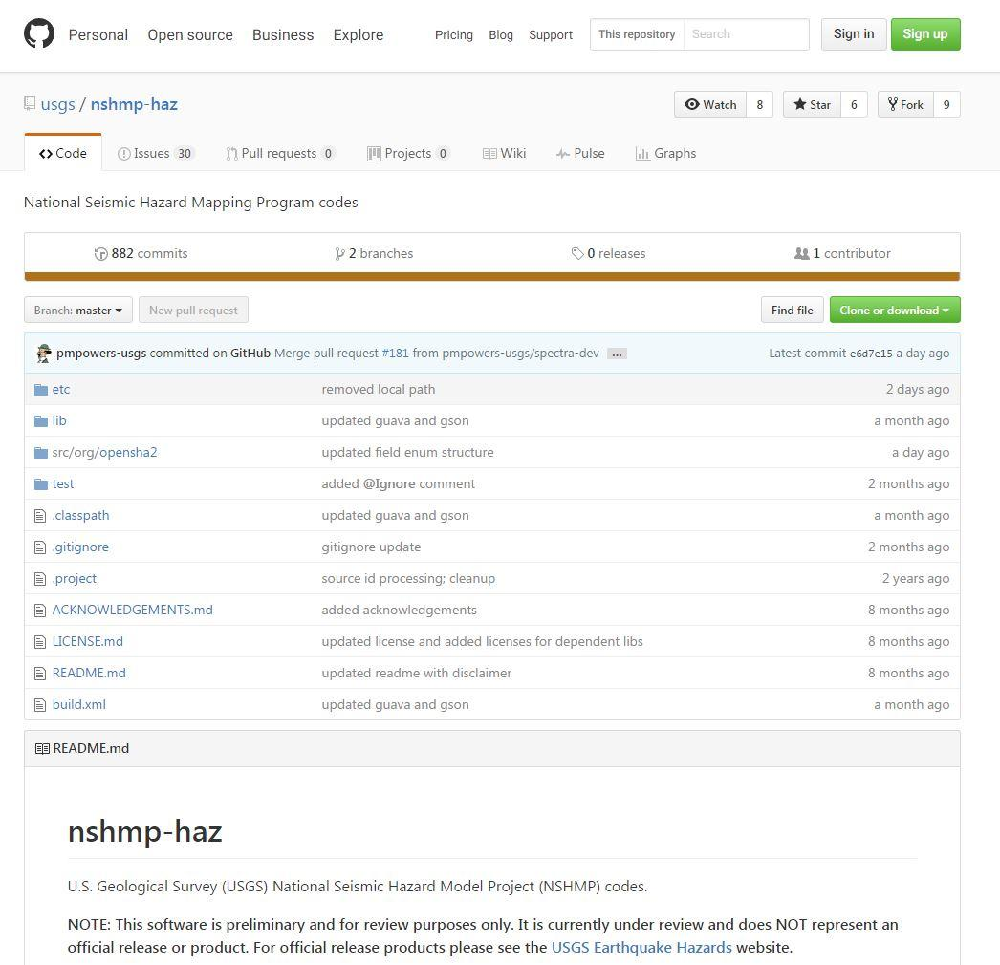 Personal Open source Business Explore Pricing Blog Support This repository Search Sign in Sign up
usgs / nshmp-haz Watch 8 Star 6 Fork 9
Code Issues 30 Pull requests 0 Projects 0 Wiki Pulse Graphs
National Seismic Hazard Mapping Program codes
882 commits 2 branches 0 releases 1 contributor
Branch: master New pull request Find file Clone or download
pmpowers-usgs committed on GitHub Merge pull request #181 from pmpowers-usgs/spectra-dev ... Latest commit e6d7e15 a day ago
etc removed local path 2 days ago
lib updated guava and gson a month ago
src/org/opensha2 updated field enum structure a day ago
test added @Ignore comment 2 months ago
.classpath updated guava and gson a month ago
.gitignore gitignore update 2 months ago
.project source id processing; cleanup 2 years ago
ACKNOWLEDGEMENTS.md added acknowledgements 8 months ago
LICENSE.md updated license and added licenses for dependent libs 8 months ago
README.md updated readme with disclaimer 8 months ago
build.xml updated guava and gson a month ago
README.md
nshmp-haz
U.S. Geological Survey (USGS) National Seismic Hazard Model Project (NSHMP) codes.
NOTE: This software is preliminary and for review purposes only. It is currently under review and does NOT represent an
official release or product. For official release products please see the USGS Earthquake Hazards website.